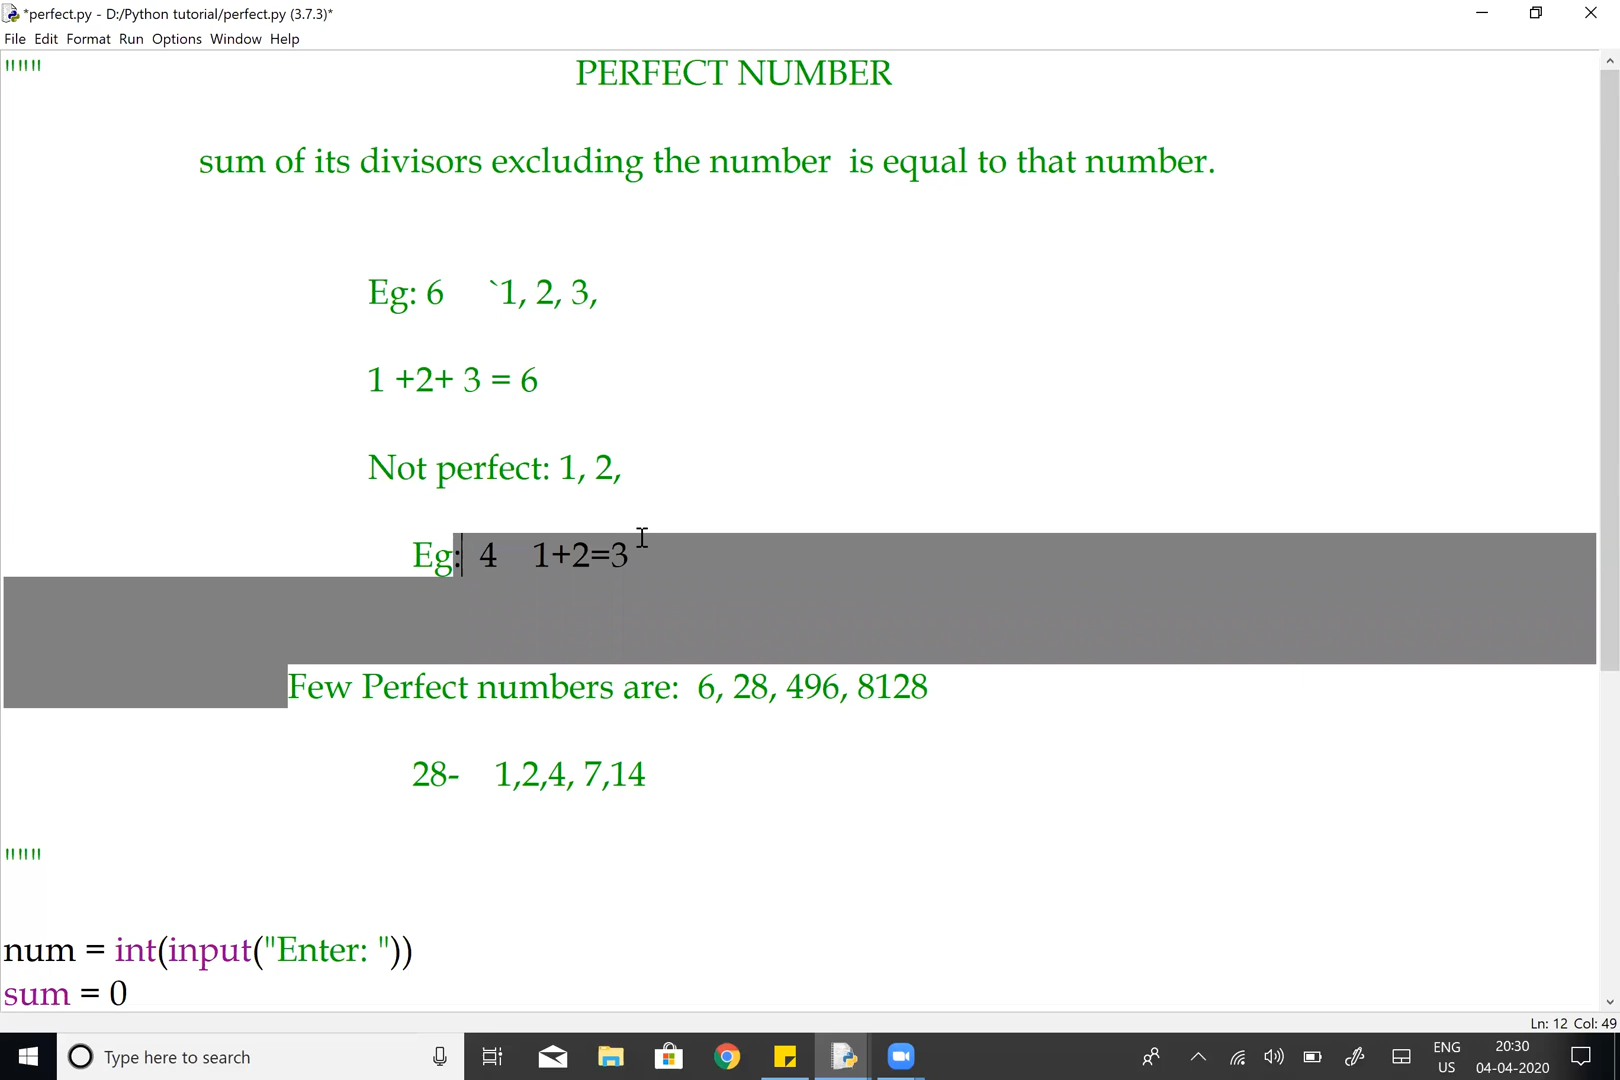 *perfect.py - D:/Python tutorial/perfect.py (3.7.3)*
File Edit Format Run Options Window Help
""" PERFECT NUMBER
sum of its divisors excluding the number is equal to that number.
Eg: 6 `1, 2, 3,
1 +2+ 3 = 6
Not perfect: 1, 2,
Eg: 4 1+2=3
Few Perfect numbers are: 6, 28, 496, 8128
28- 1,2,4, 7,14
"""
num = int(input("Enter: "))
sum = 0
Ln: 12 Col: 49
Type here to search
ENG
US
20:30
04-04-2020